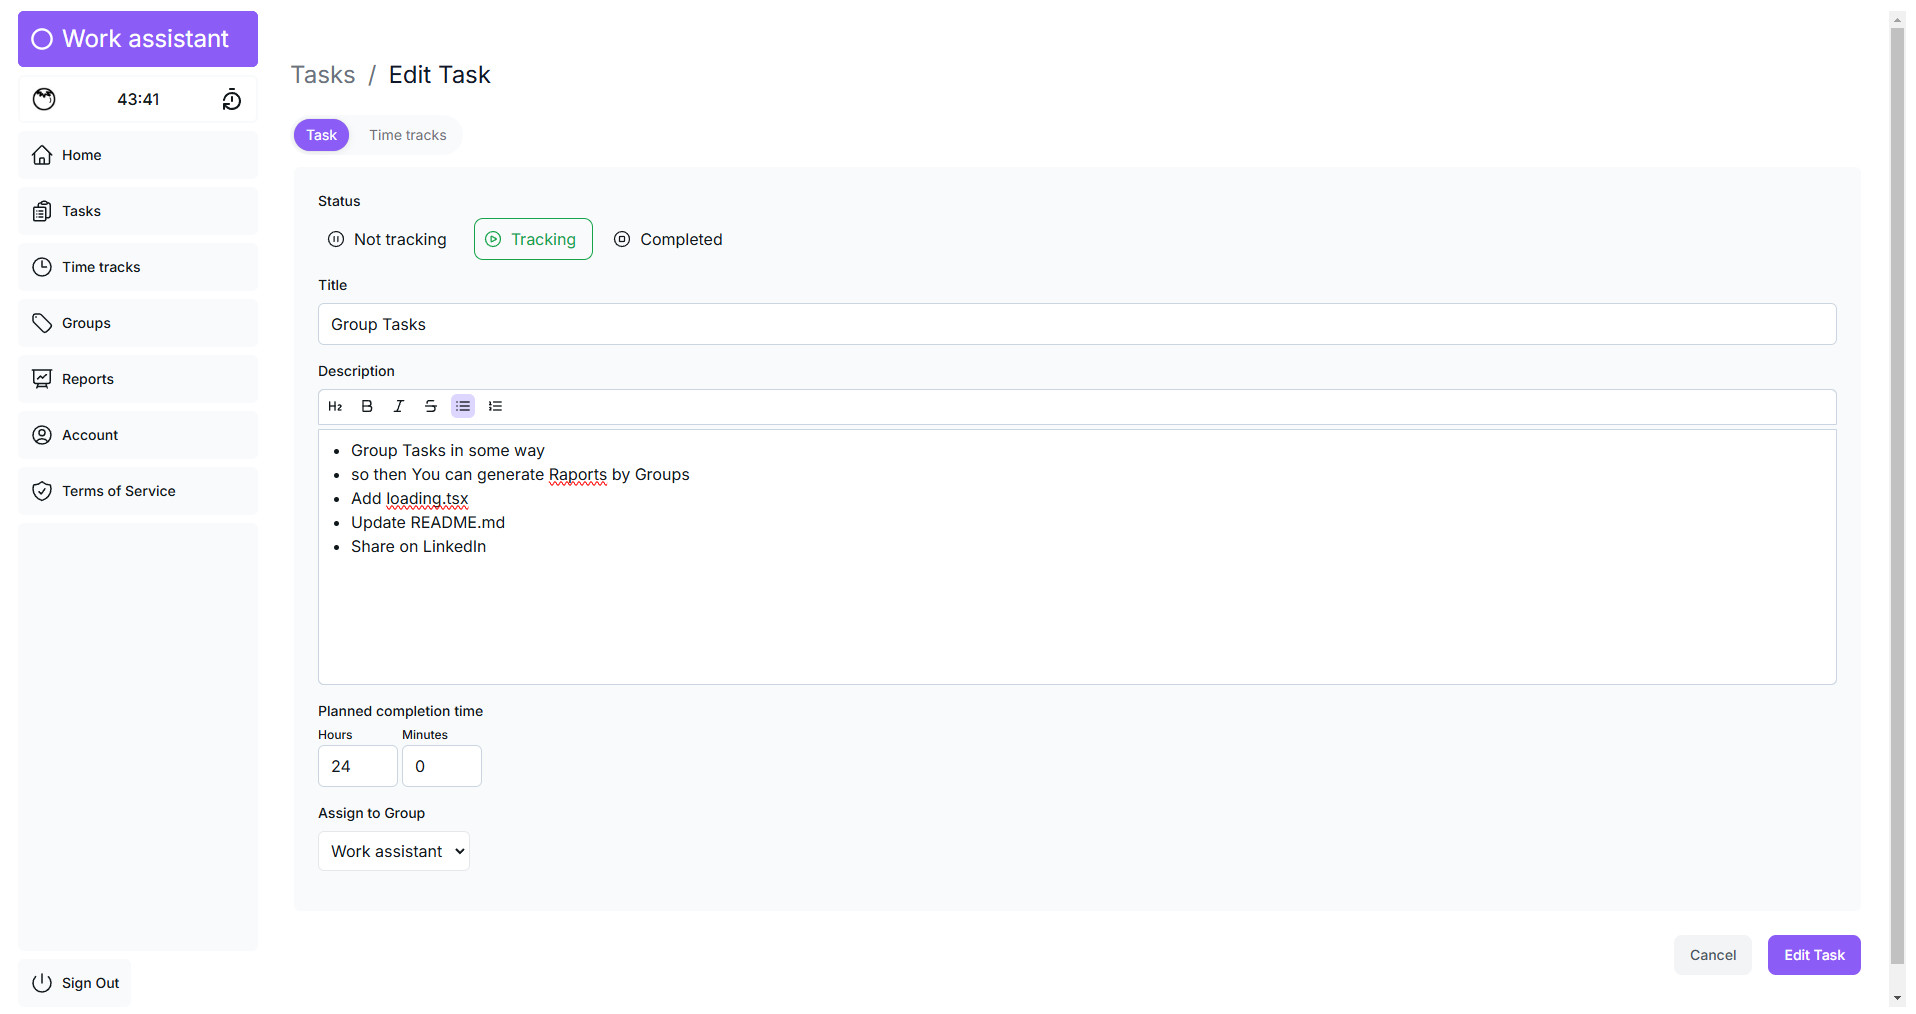 Work assistant
43:41
Home
Tasks
Time tracks
Groups
Reports
Account
Terms of Service
Sign Out
Tasks / Edit Task
Task Time tracks
Status
Not tracking Tracking Completed
Title
Group Tasks
Description
H2 B I S
Group Tasks in some way
so then You can generate Raports by Groups
Add loading.tsx
Update README.md
Share on LinkedIn
Planned completion time
Hours Minutes
24 0
Assign to Group
Work assistant
Cancel Edit Task